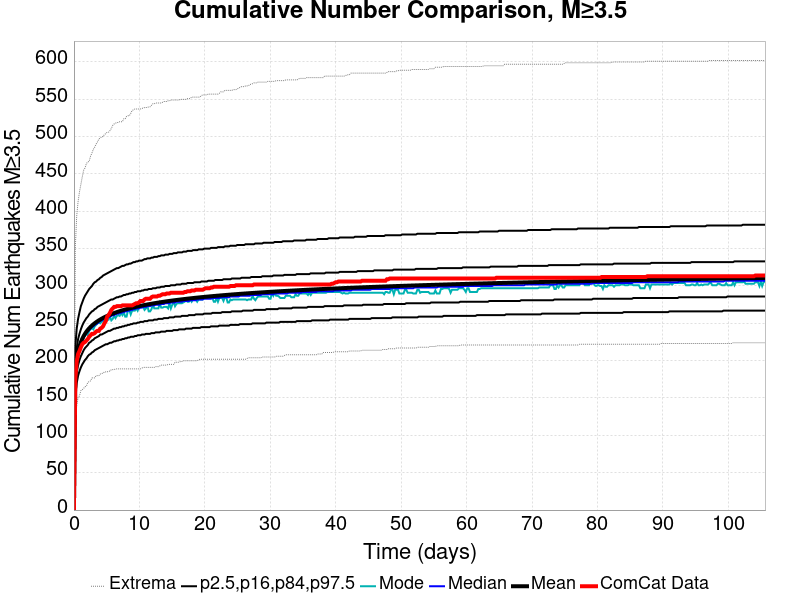 Cumulative Number Comparison, M≥3.5
Cumulative Num Earthquakes M≥3.5
600
550
500
450
400
350
300
250
200
150
100
50
0
0 10 20 30 40 50 60 70 80 90 100
Time (days)
Extrema p2.5,p16,p84,p97.5 Mode Median Mean ComCat Data